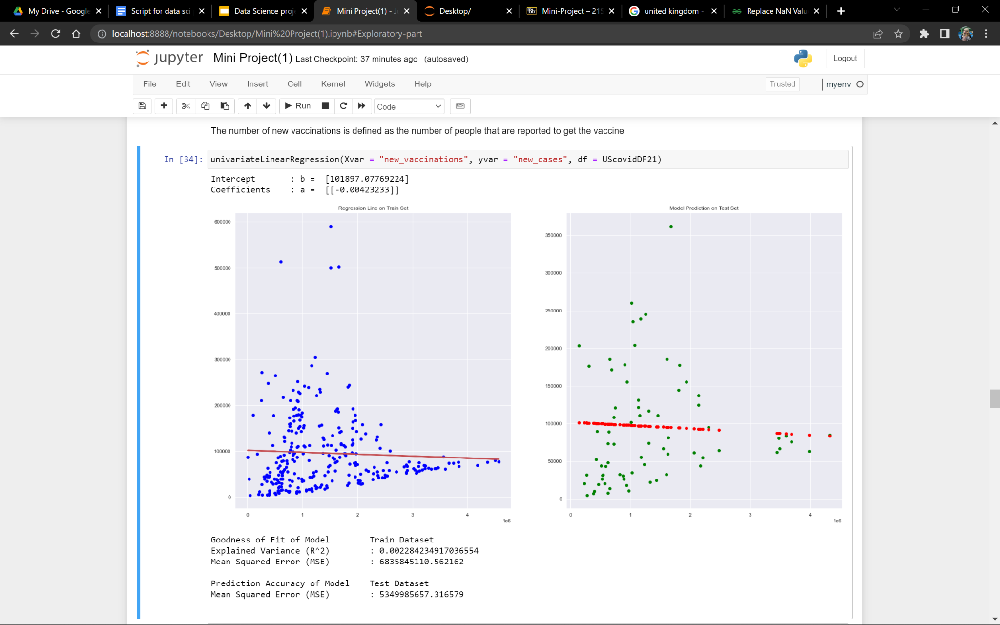 My Drive - Google
Script for data sci
Data Science proj
Mini Project(1) - J
Desktop/
Bb Mini-Project – 21S
united kingdom -
Replace NaN Valu
localhost:8888/notebooks/Desktop/Mini%20Project(1).ipynb#Exploratory-part
jupyter Mini Project(1) Last Checkpoint: 37 minutes ago (autosaved)
Logout
File Edit View Insert Cell Kernel Widgets Help
Trusted
myenv
Run
Code
The number of new vaccinations is defined as the number of people that are reported to get the vaccine
In [34]: univariateLinearRegression(Xvar = "new_vaccinations", yvar = "new_cases", df = UScovidDF21)
Intercept : b = [101897.07769224]
Coefficients : a = [[-0.00423233]]
Regression Line on Train Set
600000
500000
400000
300000
200000
100000
0
0 1 2 3 4
1e6
Model Prediction on Test Set
350000
300000
250000
200000
150000
100000
50000
0
0 1 2 3 4
1e6
Goodness of Fit of Model Train Dataset
Explained Variance (R^2) : 0.002284234917036554
Mean Squared Error (MSE) : 6835845110.562162
Prediction Accuracy of Model Test Dataset
Mean Squared Error (MSE) : 5349985657.316579